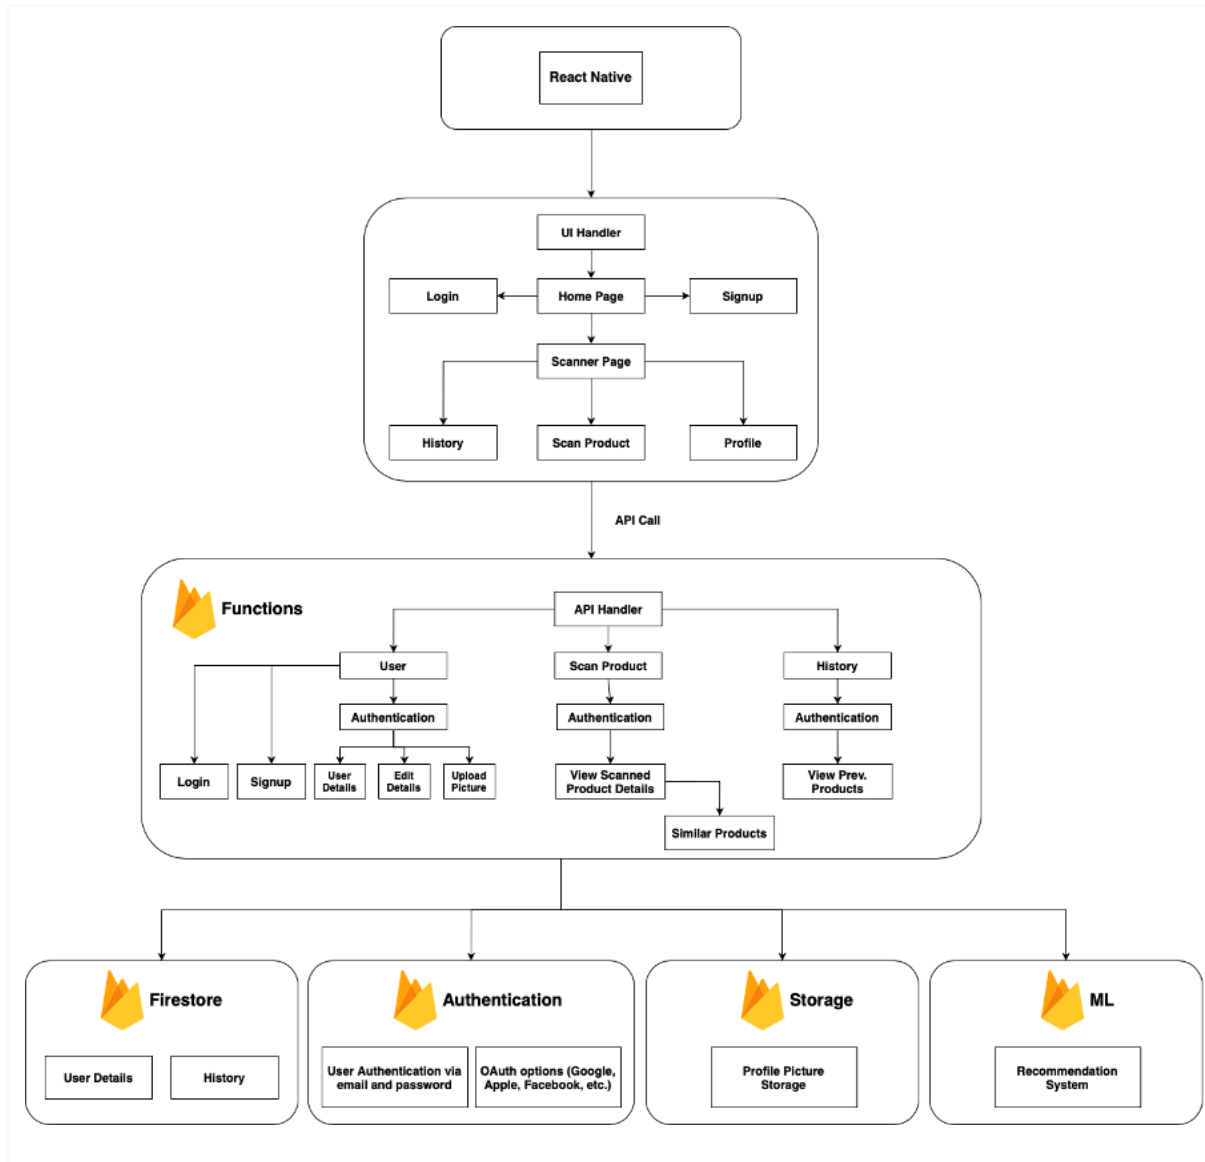 React Native
UI Handler
Login
Home Page
Signup
Scanner Page
History
Scan Product
Profile
API Call
Functions
API Handler
User
Scan Product
History
Authentication
Authentication
Authentication
Login
Signup
User
Details
Edit
Details
Upload
Picture
View Scanned
Product Details
View Prev.
Products
Similar Products
Firestore
User Details
History
Authentication
User Authentication via
email and password
OAuth options (Google,
Apple, Facebook, etc.)
Storage
Profile Picture
Storage
ML
Recommendation
System